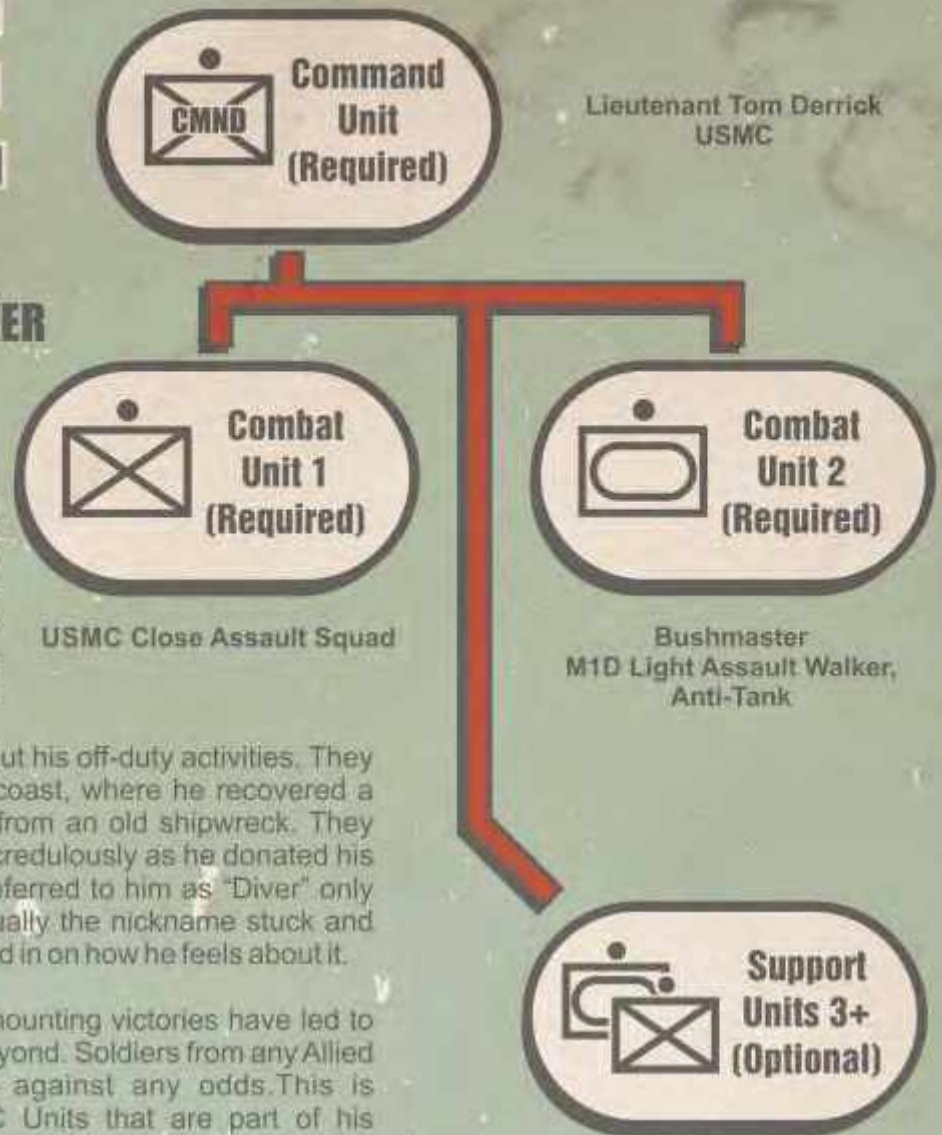 CMND
Command
Unit
(Required)
Lieutenant Tom Derrick
USMC
ER
Combat
Unit 1
(Required)
Combat
Unit 2
(Required)
USMC Close Assault Squad
Bushmaster
M1D Light Assault Walker,
Anti-Tank
ut his off-duty activities. They
coast, where he recovered a
from an old shipwreck. They
credulously as he donated his
eferred to him as "Diver" only
ually the nickname stuck and
d in on how he feels about it.
nounting victories have led to
yond. Soldiers from any Allied
against any odds.This is
C Units that are part of his
Support
Units 3+
(Optional)